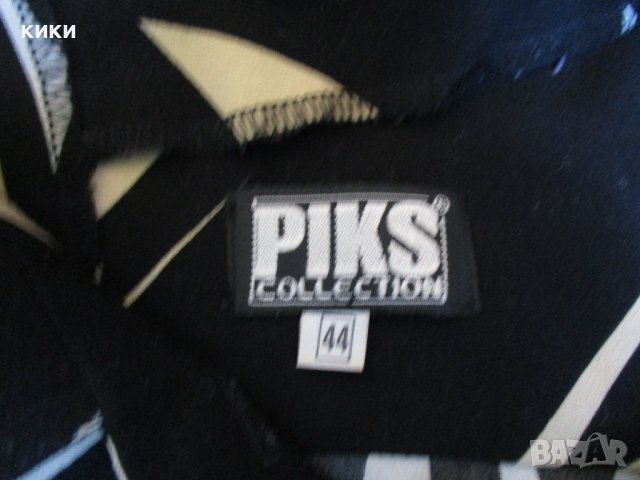 кики
PIKS®
COLLECTION
44
BAZAR